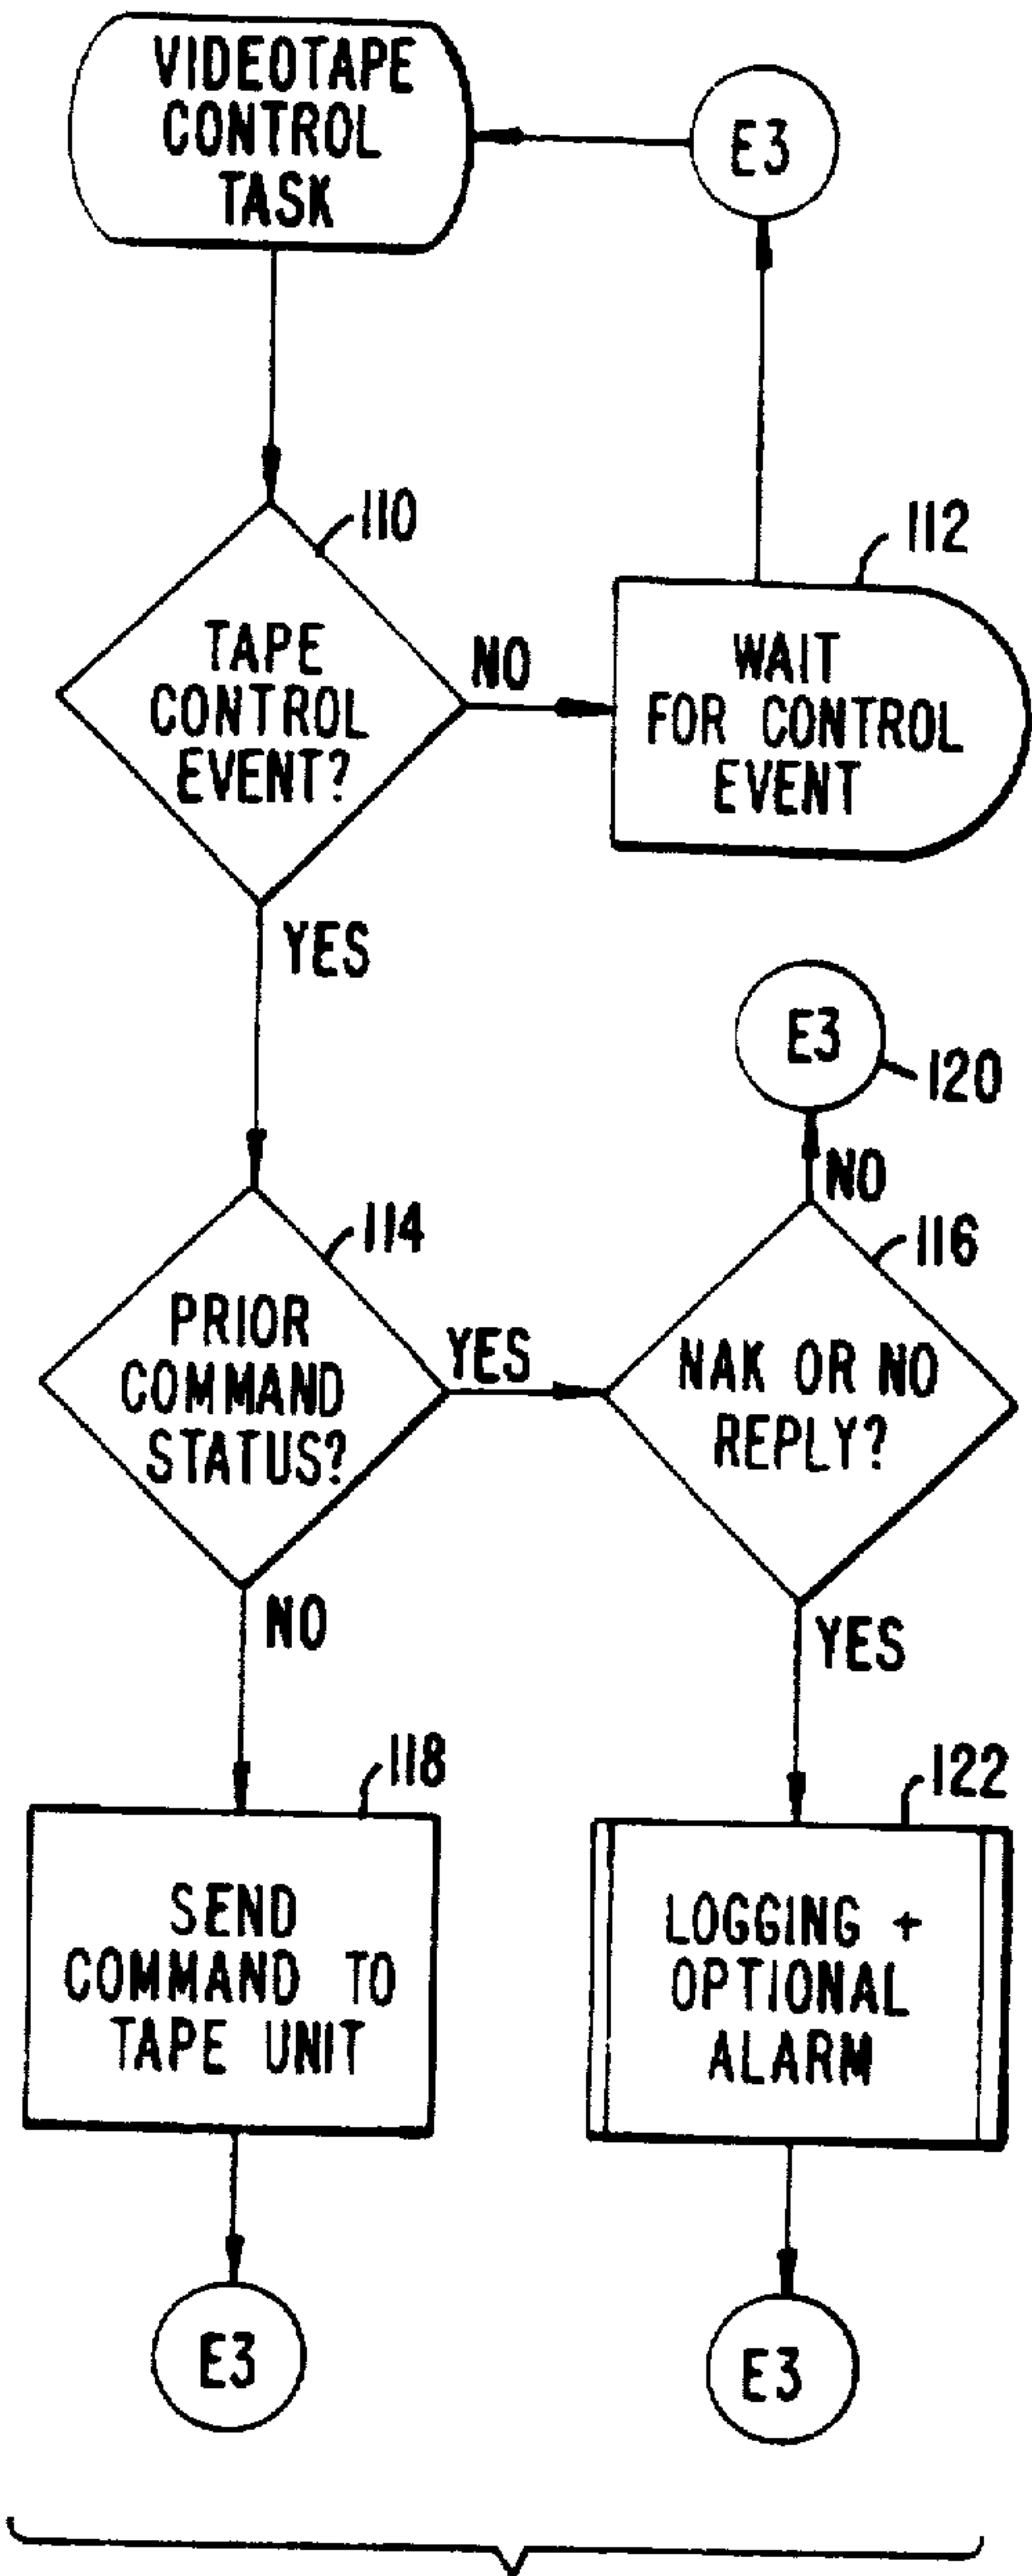 VIDEOTAPE
CONTROL
TASK
E3
110
TAPE
CONTROL
EVENT?
NO
112
WAIT
FOR CONTROL
EVENT
YES
E3
120
NO
114
PRIOR
COMMAND
STATUS?
YES
116
NAK OR NO
REPLY?
NO
YES
118
SEND
COMMAND TO
TAPE UNIT
122
LOGGING +
OPTIONAL
ALARM
E3
E3